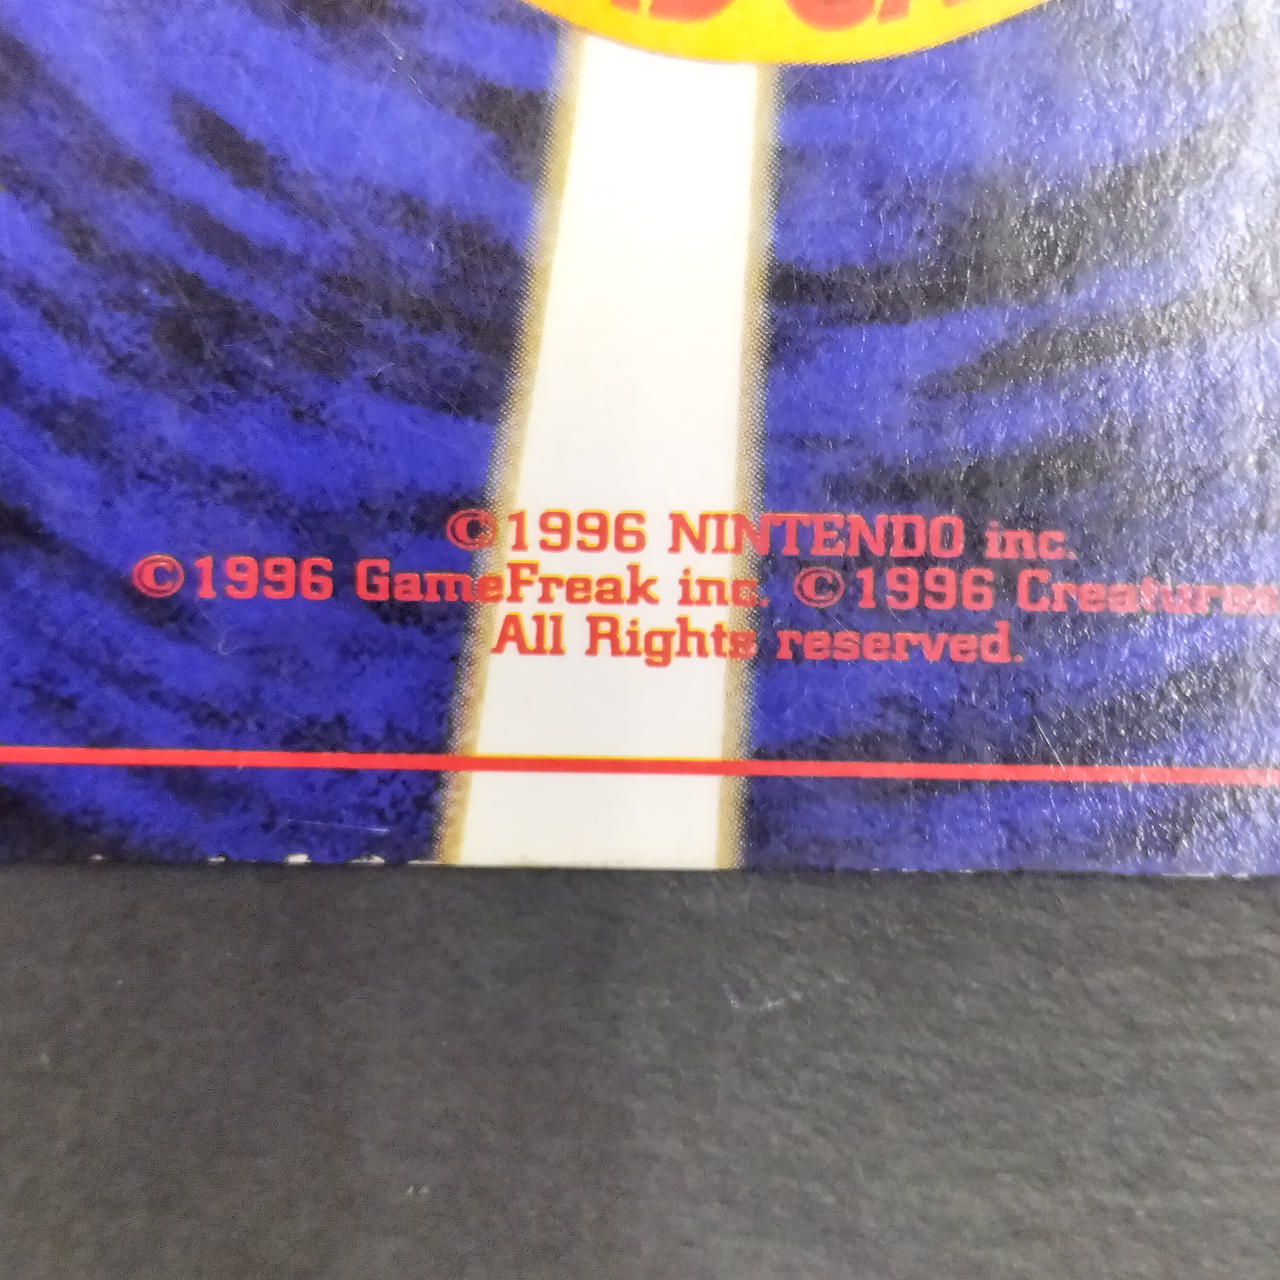 ©1996 NINTENDO inc.
©1996 GameFreak inc. ©1996 Creatures
All Rights reserved.